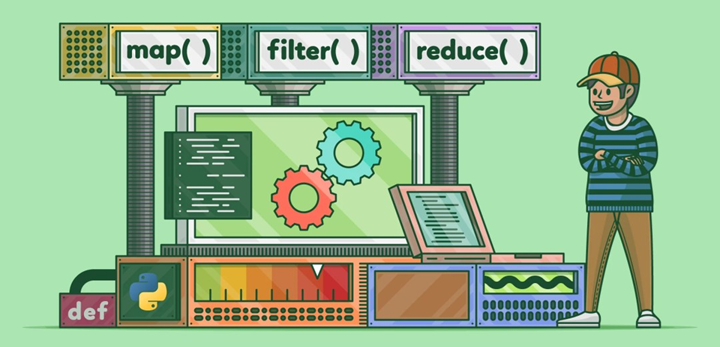 map( )
filter( )
reduce( )
def